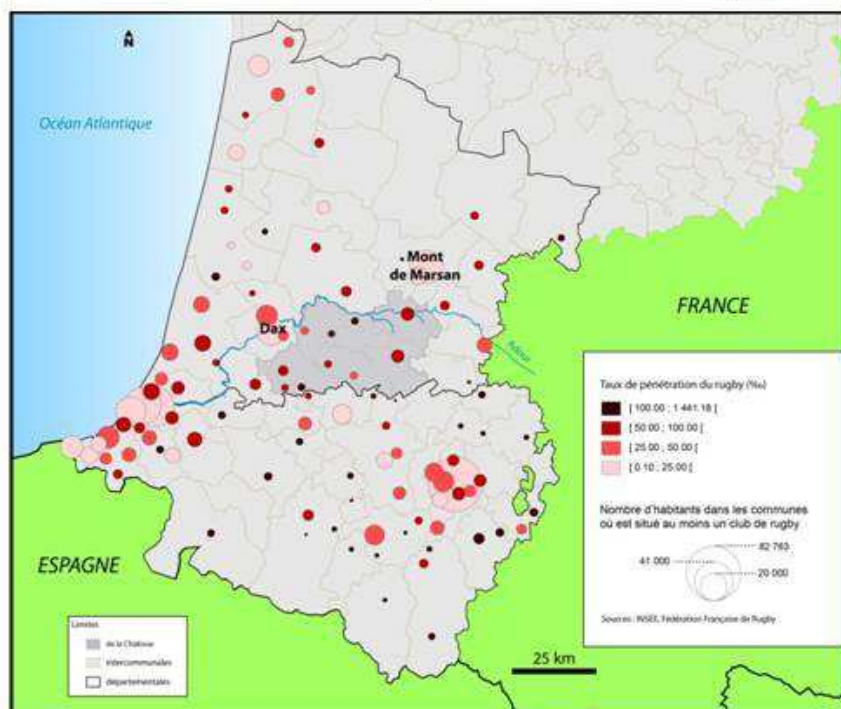 N
Océan Atlantique
Mont
de Marsan
Dax
FRANCE
Adour
Taux de pénétration du rugby (‰)
[ 100.00 ; 1 441.18 [
[ 50.00 ; 100.00 [
[ 25.00 ; 50.00 [
[ 0.10 ; 25.00 [
Nombre d'habitants dans les communes
où est situé au moins un club de rugby
82 763
41 000
20 000
Sources : INSEE, Fédération Française de Rugby
ESPAGNE
Limites
de la Chalosse
intercommunales
départementales
25 km